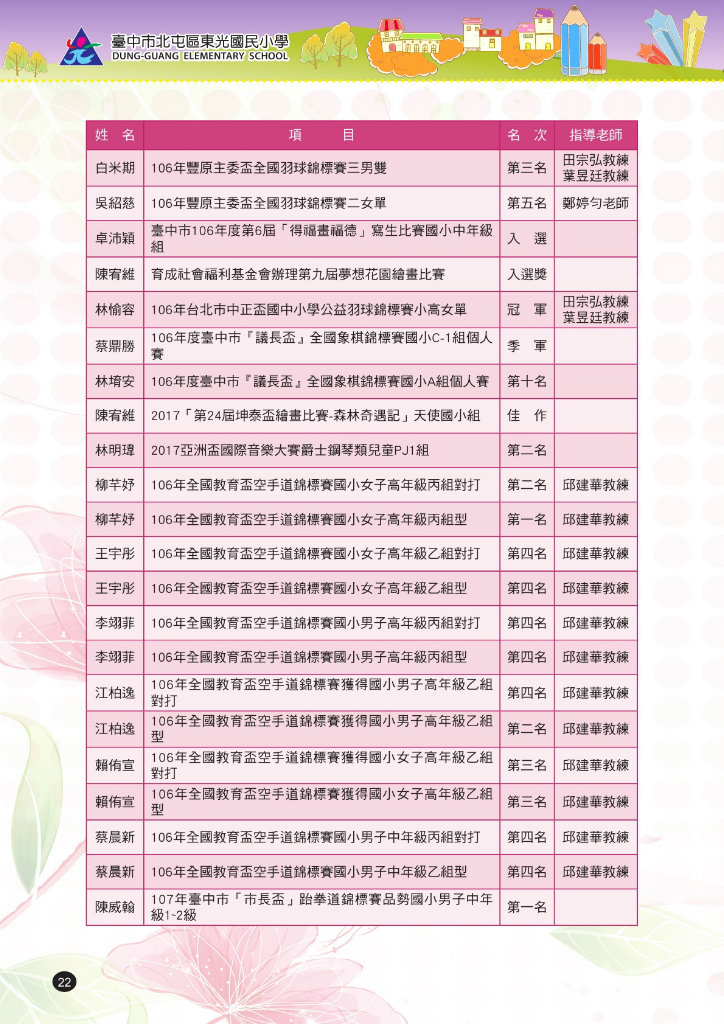 臺中市北屯區東光國民小學
DUNG-GUANG ELEMENTARY SCHOOL
姓 名 項 目 名 次 指導老師
白米期 106年豐原主委盃全國羽球錦標賽三男雙 第三名 田宗弘教練
葉昱廷教練
吳紹慈 106年豐原主委盃全國羽球錦標賽二女單 第五名 鄭婷勻老師
卓沛穎 臺中市106年度第6屆「得福畫福德」寫生比賽國小中年級
組 入 選
陳宥維 育成社會福利基金會辦理第九屆夢想花園繪畫比賽 入選獎
林愉容 106年台北市中正盃國中小學公益羽球錦標賽小高女單 冠 軍 田宗弘教練
葉昱廷教練
蔡鼎勝 106年度臺中市『議長盃』全國象棋錦標賽國小C-1組個人
賽 季 軍
林堉安 106年度臺中市『議長盃』全國象棋錦標賽國小A組個人賽 第十名
陳宥維 2017「第24屆坤泰盃繪畫比賽-森林奇遇記」天使國小組 佳 作
林明瑋 2017亞洲盃國際音樂大賽爵士鋼琴類兒童PJ1組 第二名
柳芊妤 106年全國教育盃空手道錦標賽國小女子高年級丙組對打 第二名 邱建華教練
柳芊妤 106年全國教育盃空手道錦標賽國小女子高年級丙組型 第一名 邱建華教練
王宇彤 106年全國教育盃空手道錦標賽國小女子高年級乙組對打 第四名 邱建華教練
王宇彤 106年全國教育盃空手道錦標賽國小女子高年級乙組型 第四名 邱建華教練
李翊菲 106年全國教育盃空手道錦標賽國小男子高年級丙組對打 第四名 邱建華教練
李翊菲 106年全國教育盃空手道錦標賽國小男子高年級丙組型 第四名 邱建華教練
江柏逸 106年全國教育盃空手道錦標賽獲得國小男子高年級乙組
對打 第四名 邱建華教練
江柏逸 106年全國教育盃空手道錦標賽獲得國小男子高年級乙組
型 第二名 邱建華教練
賴侑宣 106年全國教育盃空手道錦標賽獲得國小女子高年級乙組
對打 第三名 邱建華教練
賴侑宣 106年全國教育盃空手道錦標賽獲得國小女子高年級乙組
型 第三名 邱建華教練
蔡晨新 106年全國教育盃空手道錦標賽國小男子中年級丙組對打 第四名 邱建華教練
蔡晨新 106年全國教育盃空手道錦標賽國小男子中年級乙組型 第四名 邱建華教練
陳威翰 107年臺中市「市長盃」跆拳道錦標賽品勢國小男子中年
級1~2級 第一名
22